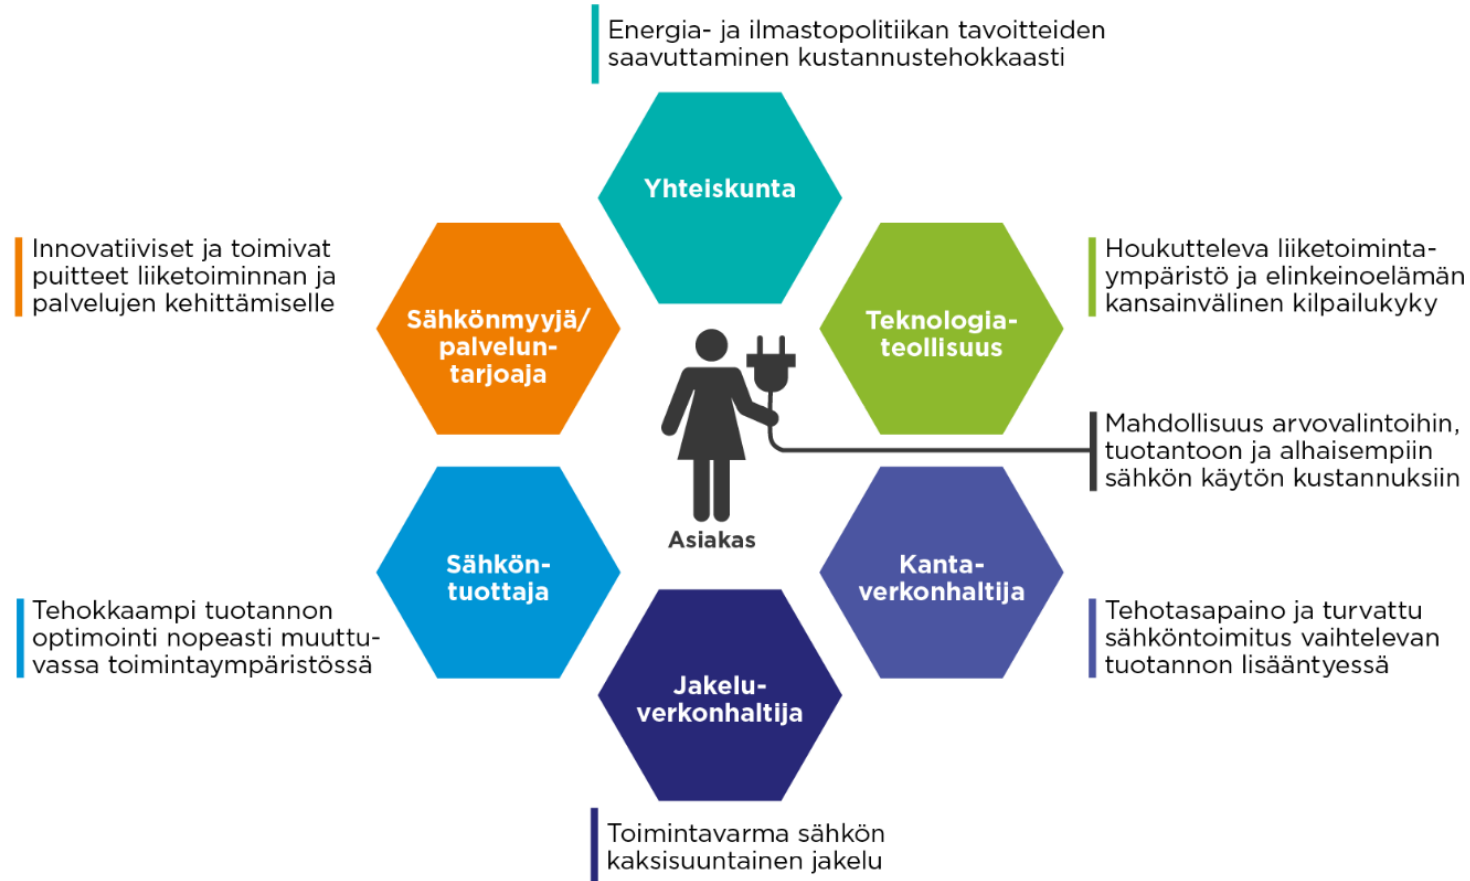 Energia- ja ilmastopolitiikan tavoitteiden
saavuttaminen kustannustehokkaasti
Yhteiskunta
Innovatiiviset ja toimivat
puitteet liiketoiminnan ja
palvelujen kehittämiselle
Sähkönmyyjä/
palvelun-
tarjoaja
Teknologia-
teollisuus
Houkutteleva liiketoiminta-
ympäristö ja elinkeinoelämän
kansainvälinen kilpailukyky
Mahdollisuus arvovalintoihin,
tuotantoon ja alhaisempiin
sähkön käytön kustannuksiin
Asiakas
Sähkön-
tuottaja
Tehokkaampi tuotannon
optimointi nopeasti muuttu-
vassa toimintaympäristössä
Kanta-
verkonhaltija
Tehotasapaino ja turvattu
sähköntoimitus vaihtelevan
tuotannon lisääntyessä
Jakelu-
verkonhaltija
Toimintavarma sähkön
kaksisuuntainen jakelu